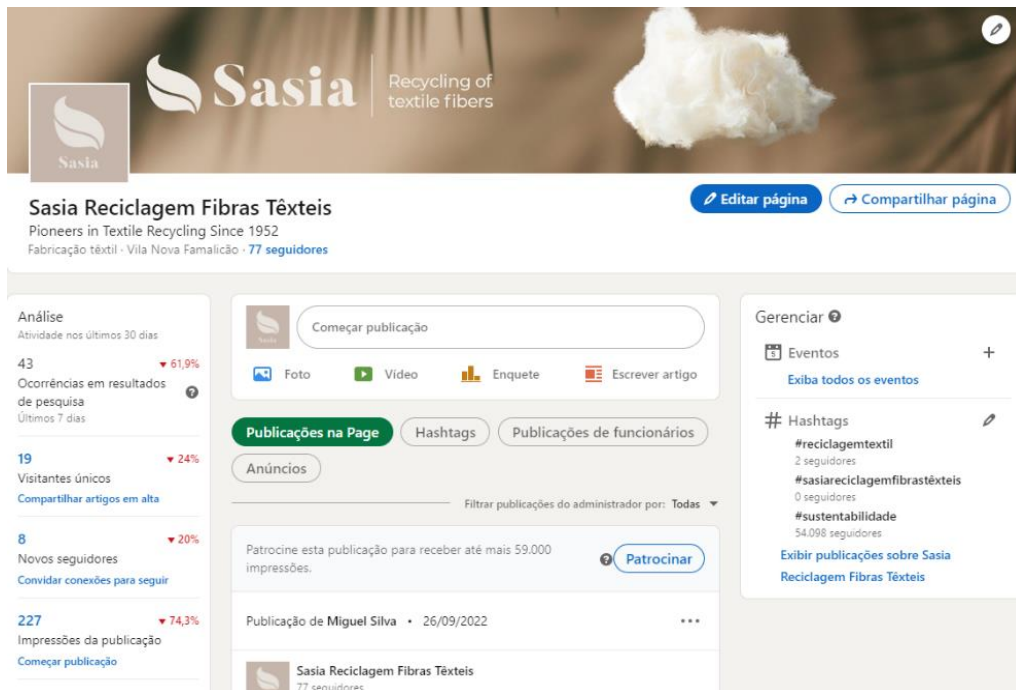 Sasia
Recycling of
textile fibers
Sasia
Sasia Reciclagem Fibras Têxteis
Pioneers in Textile Recycling Since 1952
Fabricação têxtil · Vila Nova Famalicão · 77 seguidores
Editar página
Compartilhar página
Análise
Atividade nos últimos 30 dias
43 ▾ 61,9%
Ocorrências em resultados
de pesquisa
Últimos 7 dias
19 ▾ 24%
Visitantes únicos
Compartilhar artigos em alta
8 ▾ 20%
Novos seguidores
Convidar conexões para seguir
227 ▾ 74,3%
Impressões da publicação
Começar publicação
Sasia
Começar publicação
Foto Vídeo Enquete Escrever artigo
Publicações na Page Hashtags Publicações de funcionários
Anúncios
Filtrar publicações do administrador por: Todas ▾
Patrocine esta publicação para receber até mais 59.000
impressões.
Patrocinar
Publicação de Miguel Silva • 26/09/2022
Sasia Reciclagem Fibras Têxteis
77 seguidores
Gerenciar
5 Eventos +
Exiba todos os eventos
# Hashtags
#reciclagemtextil
2 seguidores
#sasiareciclagemfibrastêxteis
0 seguidores
#sustentabilidade
54.098 seguidores
Exibir publicações sobre Sasia
Reciclagem Fibras Têxteis